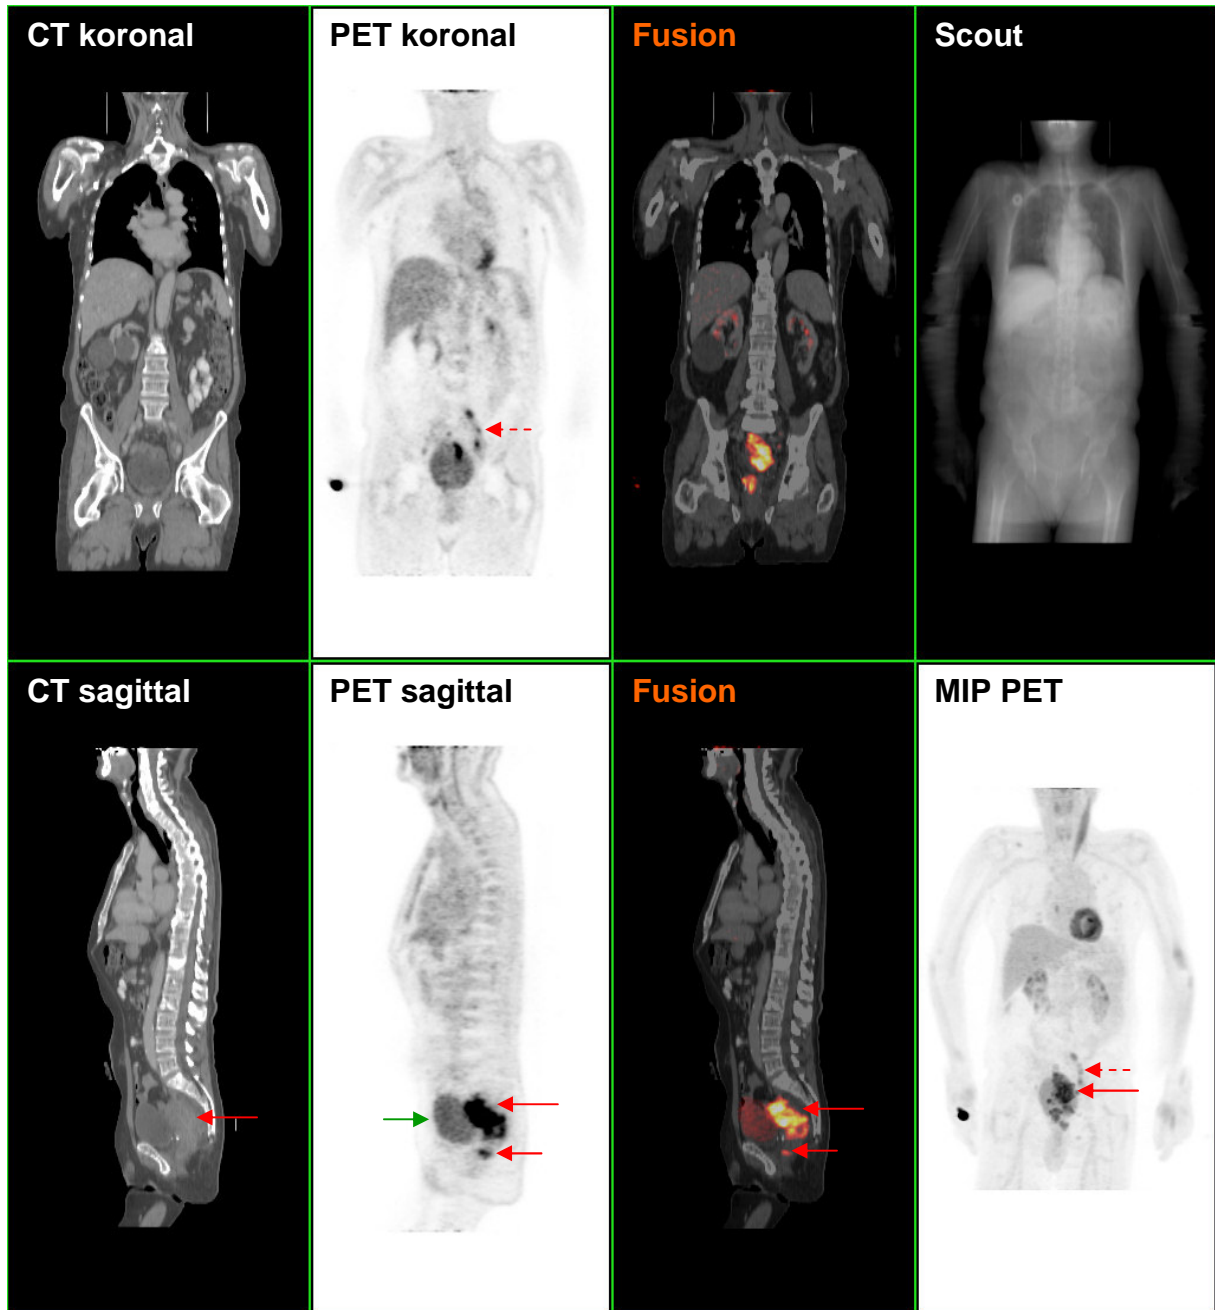 CT koronal
PET koronal
Fusion
Scout
CT sagittal
PET sagittal
Fusion
MIP PET